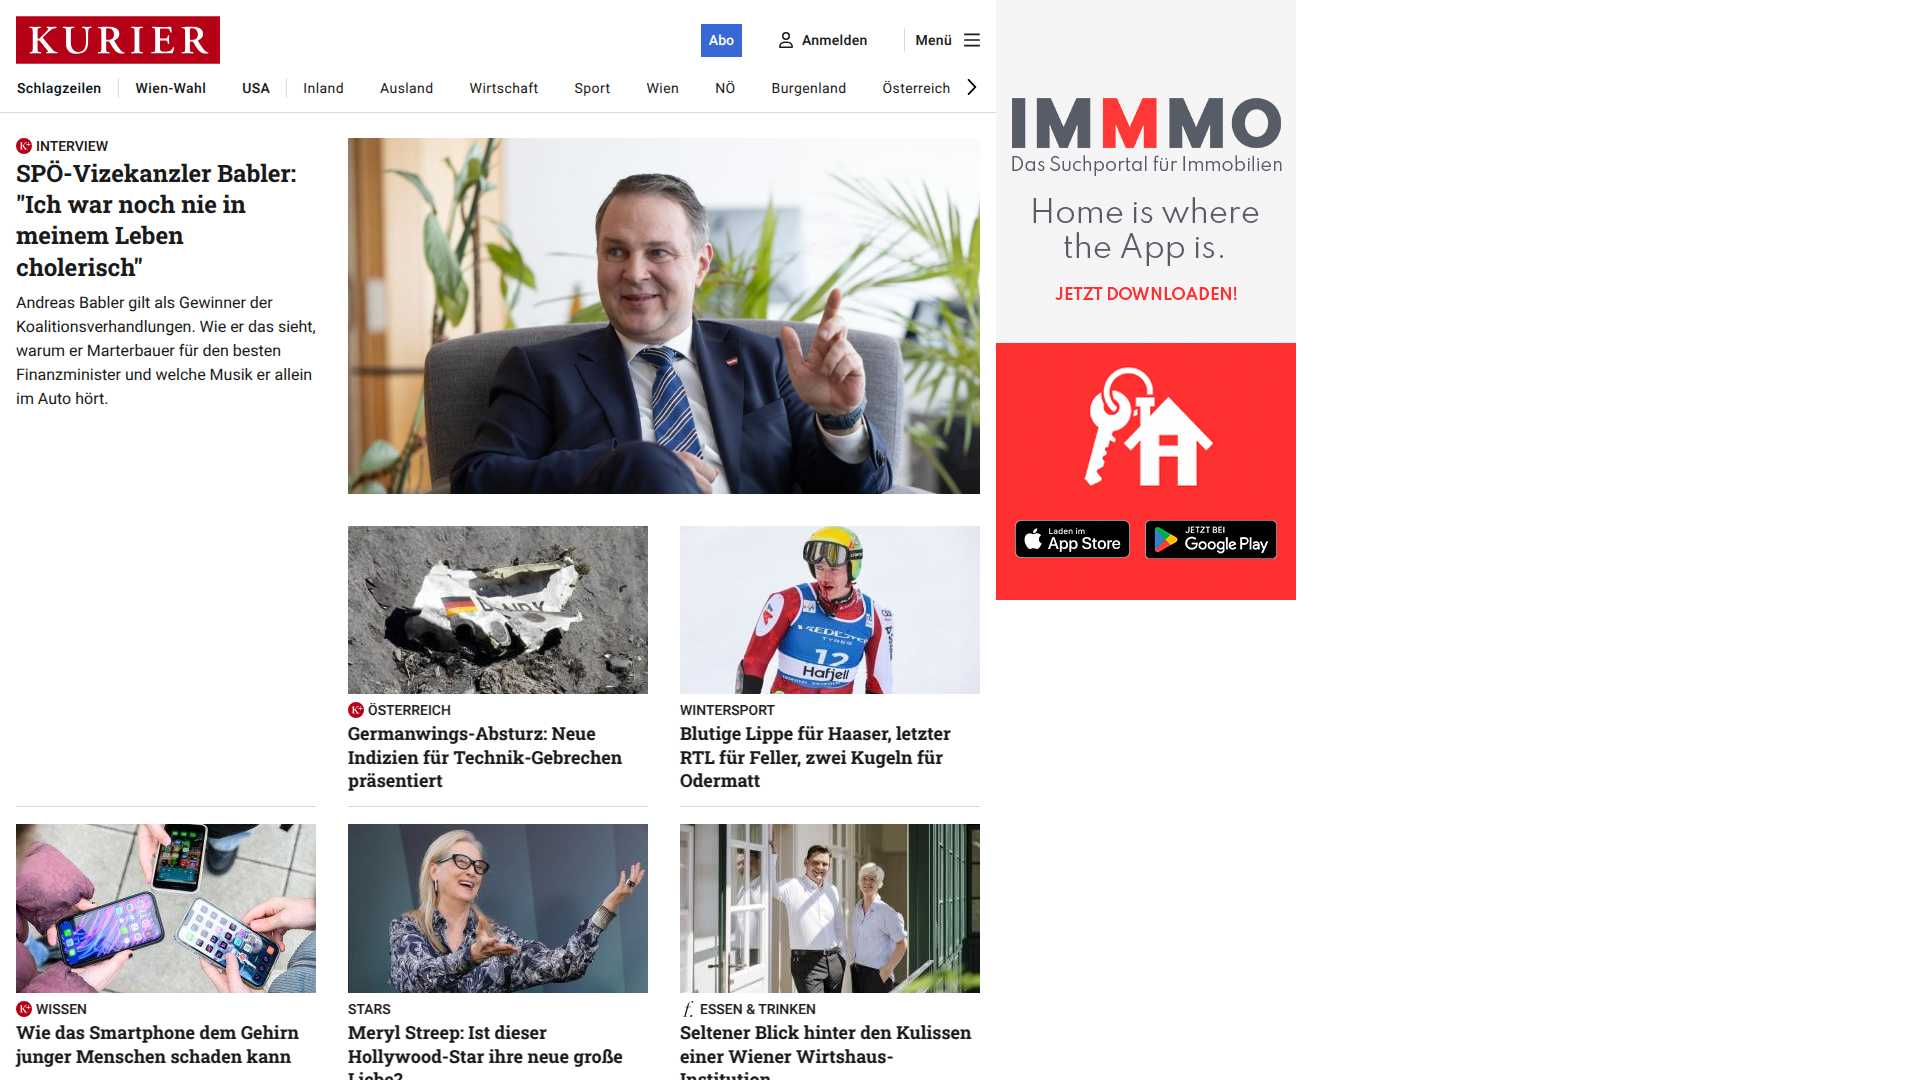 KURIER
Abo
Anmelden
Menü
Schlagzeilen
Wien-Wahl
USA
Inland
Ausland
Wirtschaft
Sport
Wien
NÖ
Burgenland
Österreich
INTERVIEW
SPÖ-Vizekanzler Babler:
"Ich war noch nie in
meinem Leben
cholerisch"
Andreas Babler gilt als Gewinner der
Koalitionsverhandlungen. Wie er das sieht,
warum er Marterbauer für den besten
Finanzminister und welche Musik er allein
im Auto hört.
ÖSTERREICH
Germanwings-Absturz: Neue
Indizien für Technik-Gebrechen
präsentiert
12
Hafjell
WINTERSPORT
Blutige Lippe für Haaser, letzter
RTL für Feller, zwei Kugeln für
Odermatt
WISSEN
Wie das Smartphone dem Gehirn
junger Menschen schaden kann
STARS
Meryl Streep: Ist dieser
Hollywood-Star ihre neue große
Liebe?
f. ESSEN & TRINKEN
Seltener Blick hinter den Kulissen
einer Wiener Wirtshaus-
Institution
IMMMO
Das Suchportal für Immobilien
Home is where
the App is.
JETZT DOWNLOADEN!
Laden im
App Store
JETZT BEI
Google Play